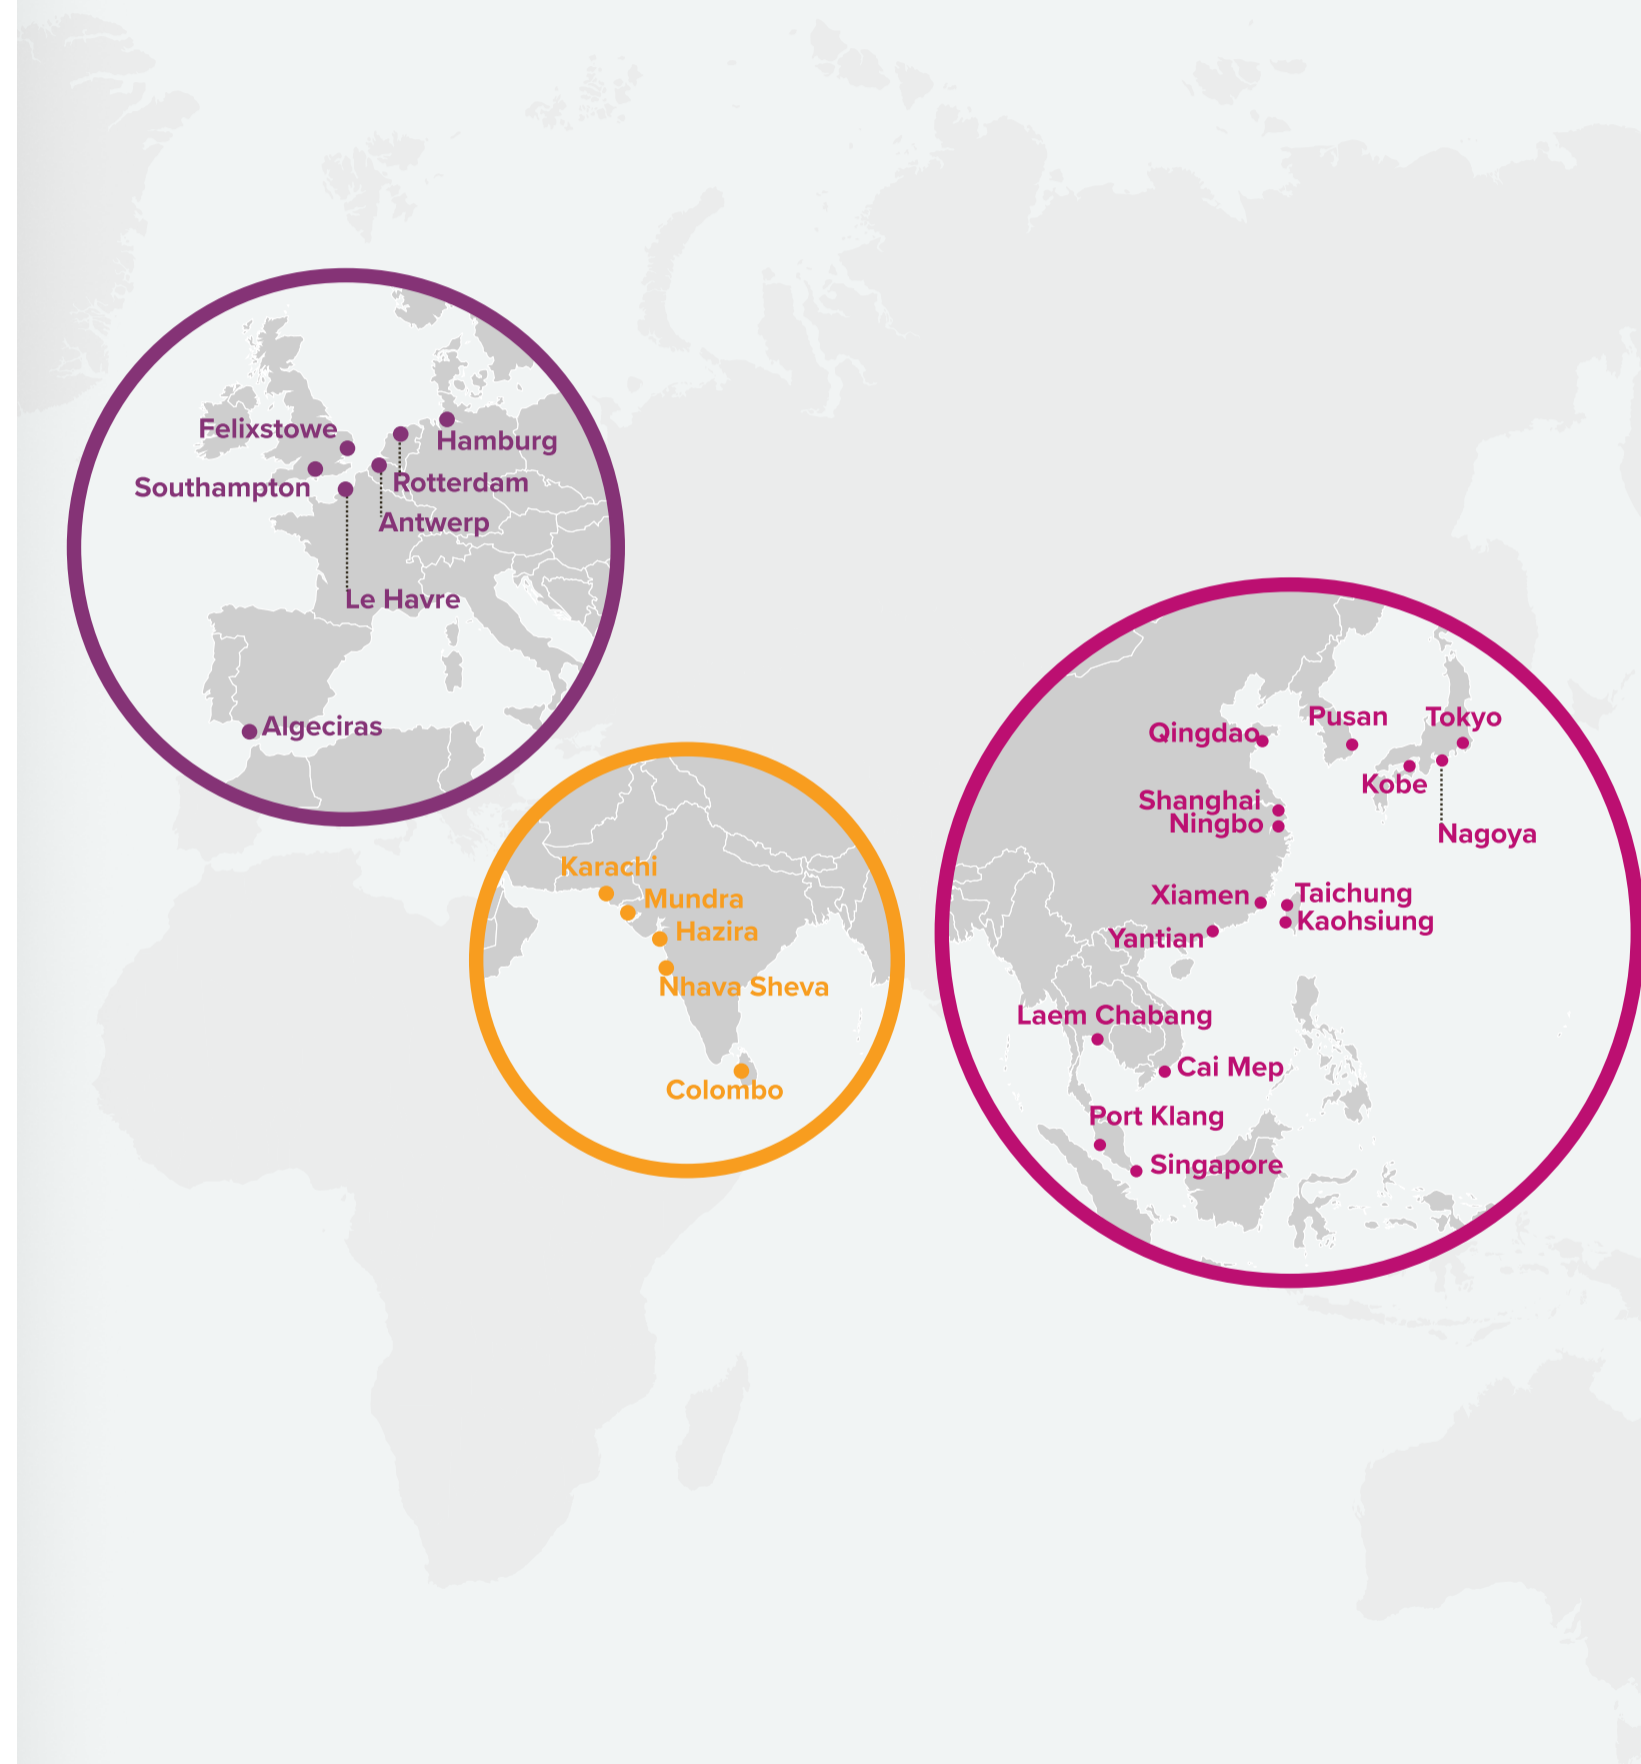 Felixstowe
Hamburg
Southampton
Rotterdam
Antwerp
Le Havre
Algeciras
Karachi
Mundra
Hazira
Nhava Sheva
Colombo
Qingdao
Pusan
Tokyo
Kobe
Shanghai
Ningbo
Nagoya
Xiamen
Taichung
Kaohsiung
Yantian
Laem Chabang
Cai Mep
Port Klang
Singapore